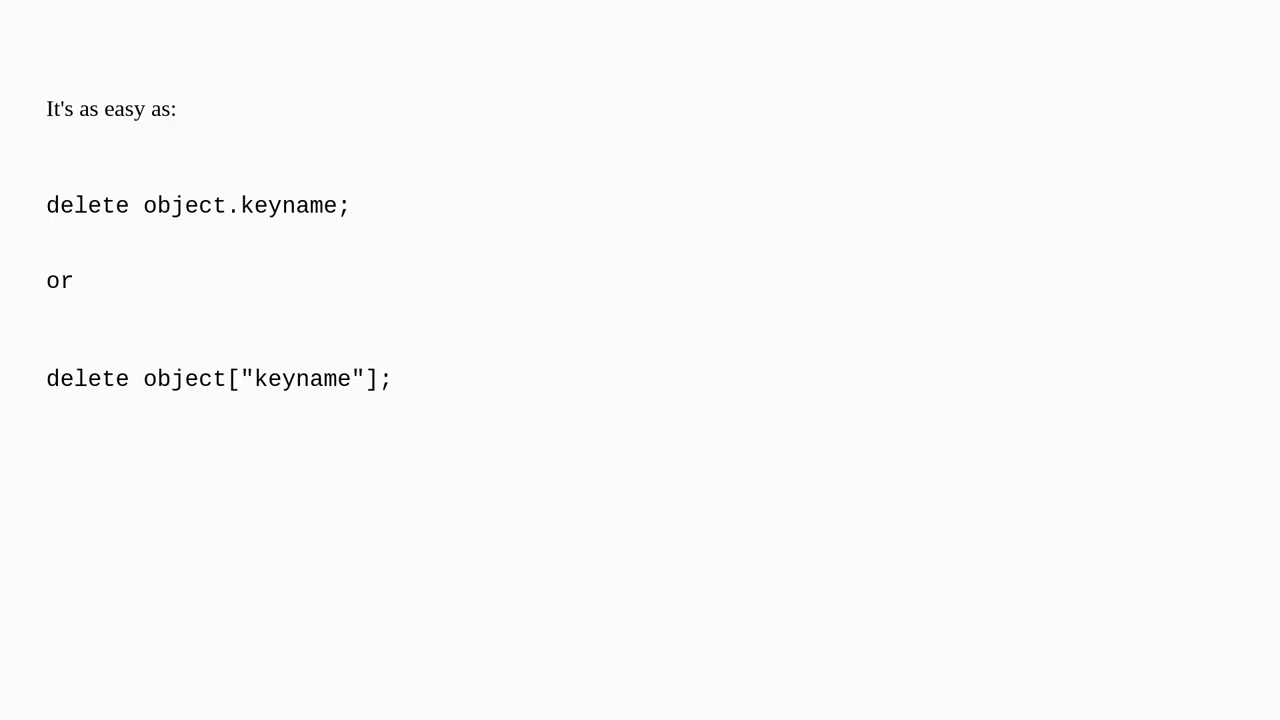 It's as easy as:
delete object.keyname;
or
delete object["keyname"];